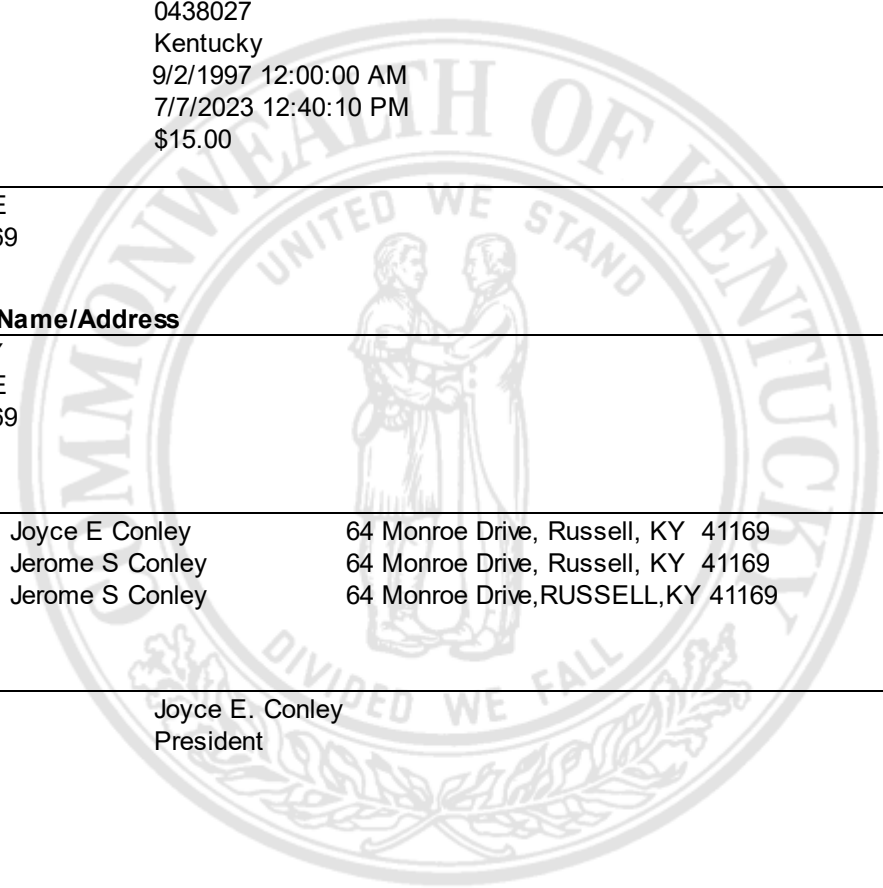 0438027
Kentucky
9/2/1997 12:00:00 AM
7/7/2023 12:40:10 PM
$15.00
E
69
Name/Address
Y
E
69
Joyce E Conley 64 Monroe Drive, Russell, KY 41169
Jerome S Conley 64 Monroe Drive, Russell, KY 41169
Jerome S Conley 64 Monroe Drive,RUSSELL,KY 41169
Joyce E. Conley
President
COMMONWEALTH OF KENTUCKY
UNITED WE STAND
DIVIDED WE FALL